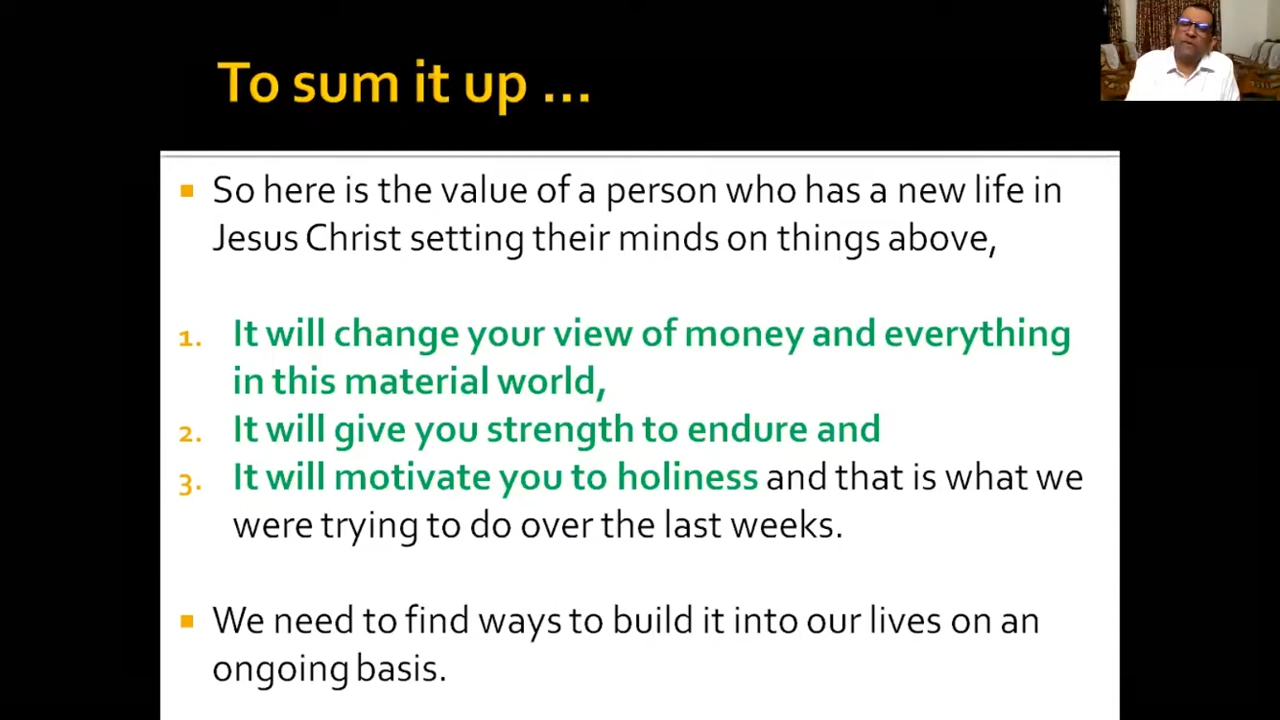 To sum it up ...
▪ So here is the value of a person who has a new life in
Jesus Christ setting their minds on things above,
1. It will change your view of money and everything
in this material world,
2. It will give you strength to endure and
3. It will motivate you to holiness and that is what we
were trying to do over the last weeks.
▪ We need to find ways to build it into our lives on an
ongoing basis.